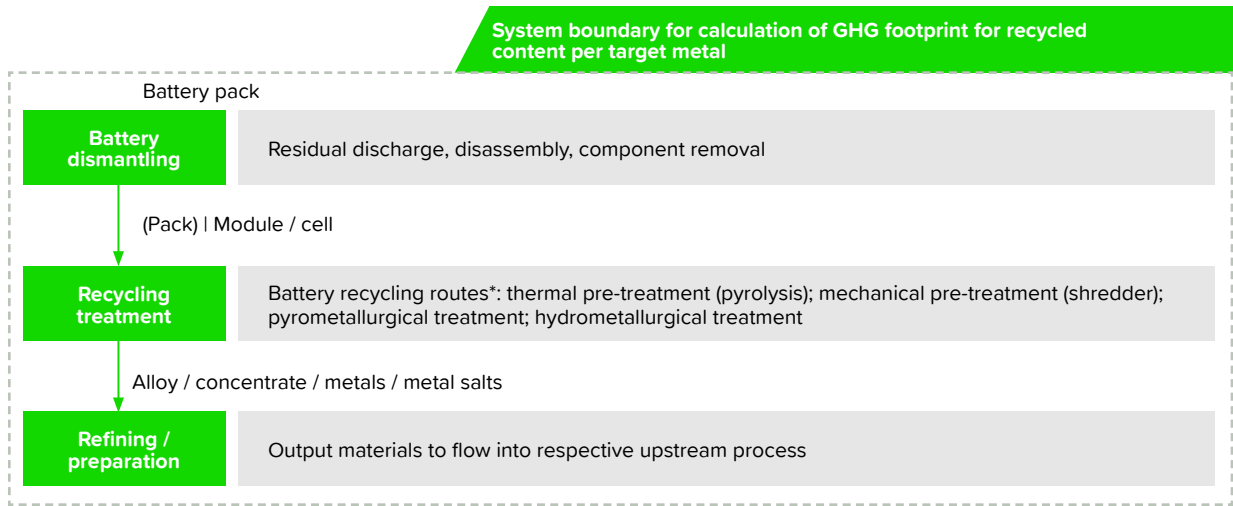 System boundary for calculation of GHG footprint for recycled
content per target metal
Battery pack
Battery
dismantling
Residual discharge, disassembly, component removal
(Pack) | Module / cell
Recycling
treatment
Battery recycling routes*: thermal pre-treatment (pyrolysis); mechanical pre-treatment (shredder);
pyrometallurgical treatment; hydrometallurgical treatment
Alloy / concentrate / metals / metal salts
Refining /
preparation
Output materials to flow into respective upstream process